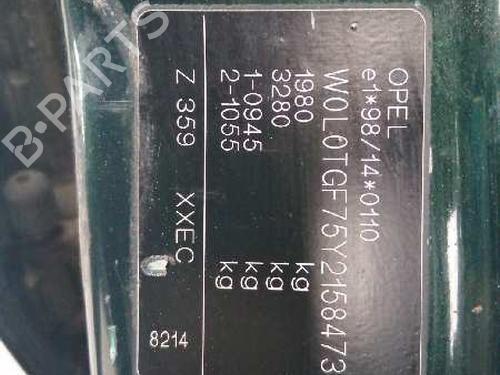 OPEL
e1*98/14*0110
W0L0TGF75Y2158473
1980 kg
3280 kg
1-0945 kg
2-1055 kg
Z 359 XXEC
8214
B-PARTS